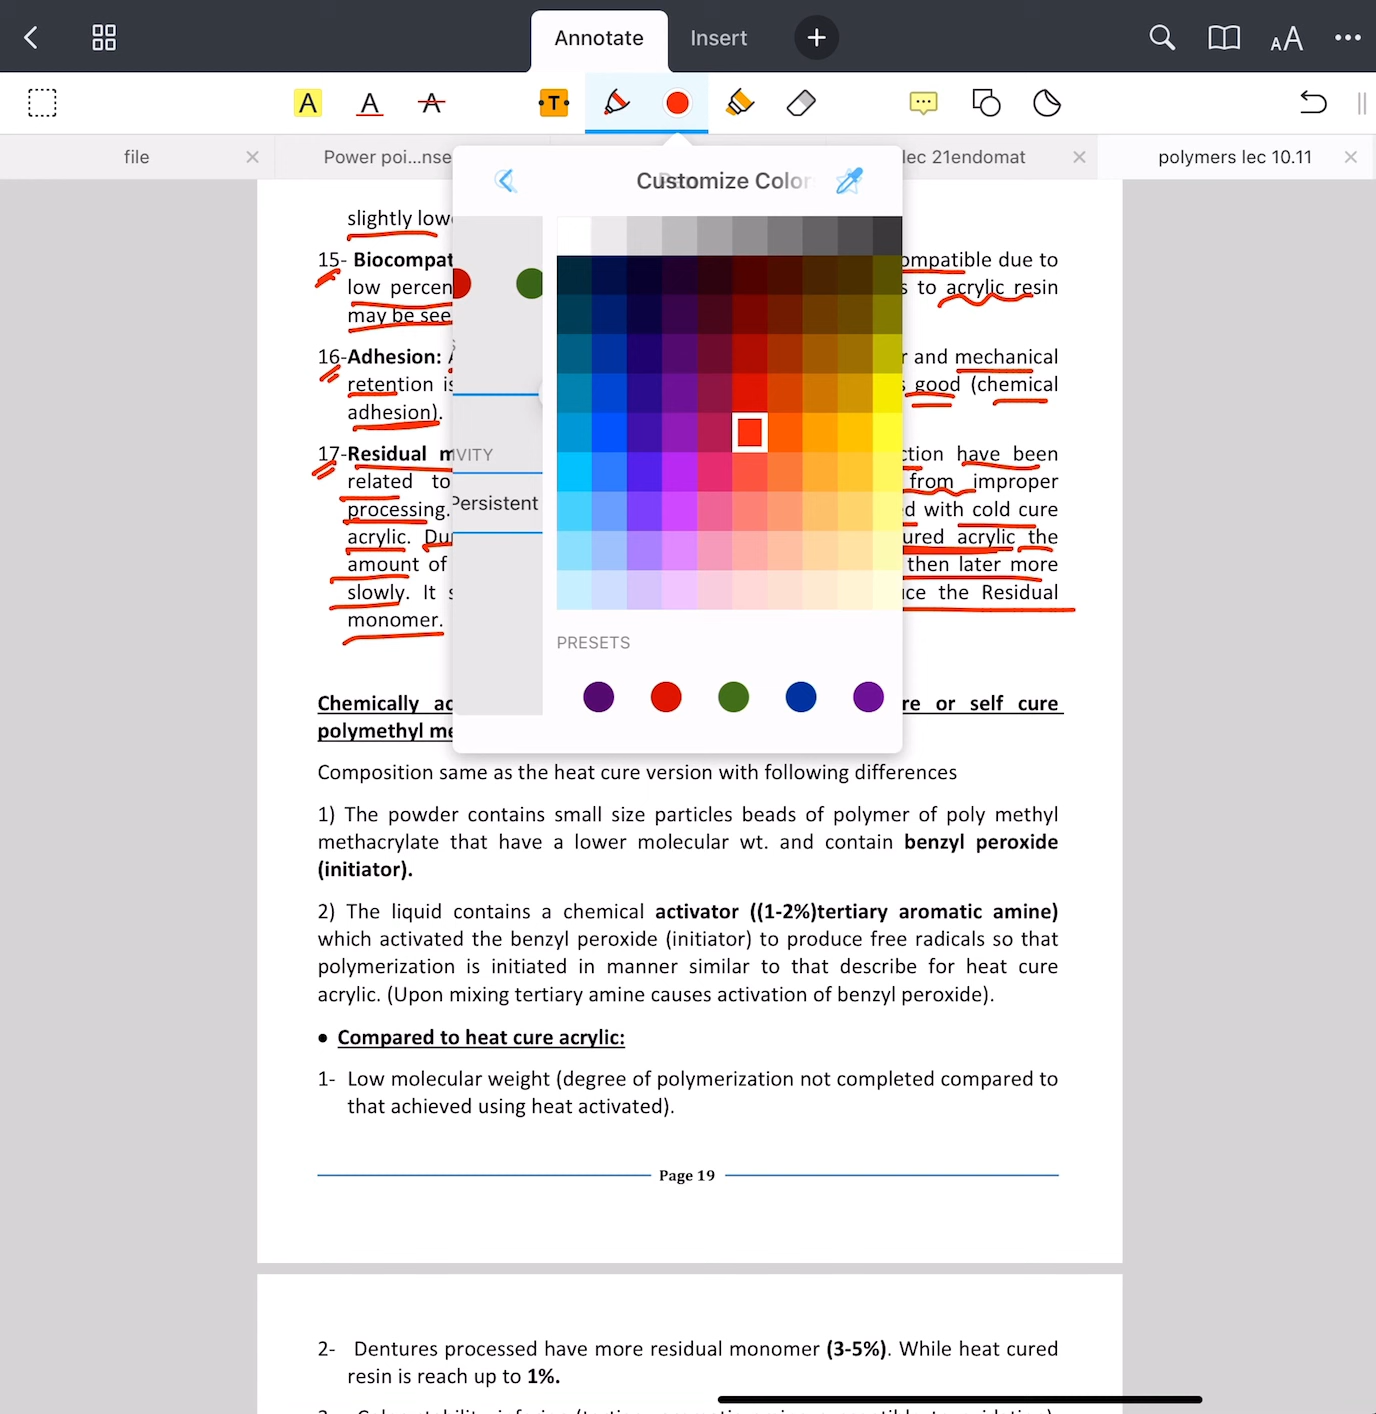 Annotate Insert
A A A T
file Power poi...nse lec 21endomat polymers lec 10.11
Customize Color
slightly low
15- Biocompat ompatible due to
low percen s to acrylic resin
may be see
16-Adhesion: r and mechanical
retention is s good (chemical
adhesion).
17-Residual m ction have been
related to from improper
processing. d with cold cure
acrylic. Du ured acrylic the
amount of then later more
slowly. It s ice the Residual
monomer.
IVITY
Persistent
PRESETS
Chemically ac re or self cure
polymethyl me
Composition same as the heat cure version with following differences
1) The powder contains small size particles beads of polymer of poly methyl
methacrylate that have a lower molecular wt. and contain benzyl peroxide
(initiator).
2) The liquid contains a chemical activator ((1-2%)tertiary aromatic amine)
which activated the benzyl peroxide (initiator) to produce free radicals so that
polymerization is initiated in manner similar to that describe for heat cure
acrylic. (Upon mixing tertiary amine causes activation of benzyl peroxide).
• Compared to heat cure acrylic:
1- Low molecular weight (degree of polymerization not completed compared to
that achieved using heat activated).
Page 19
2- Dentures processed have more residual monomer (3-5%). While heat cured
resin is reach up to 1%.